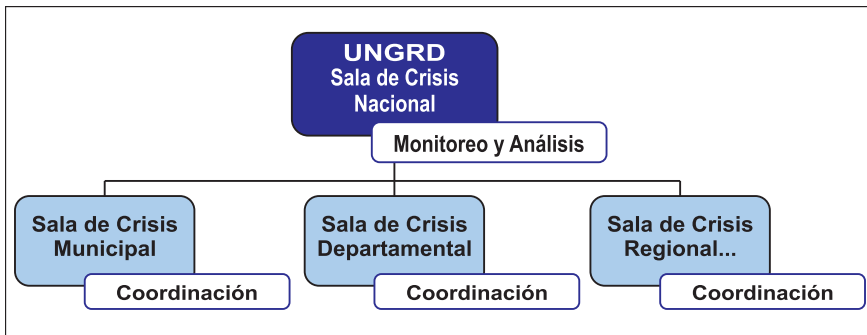 UNGRD
Sala de Crisis
Nacional
Monitoreo y Análisis
Sala de Crisis
Municipal
Coordinación
Sala de Crisis
Departamental
Coordinación
Sala de Crisis
Regional...
Coordinación